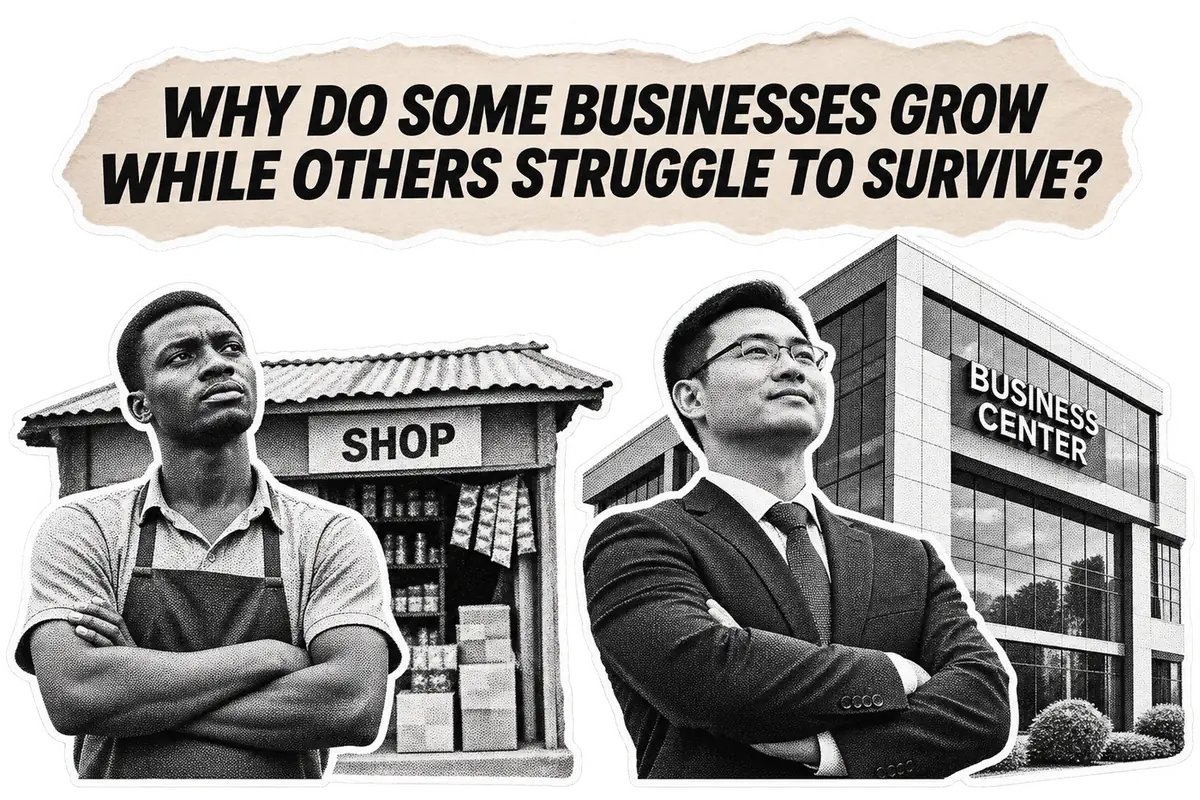 WHY DO SOME BUSINESSES GROW
WHILE OTHERS STRUGGLE TO SURVIVE?
SHOP
BUSINESS
CENTER